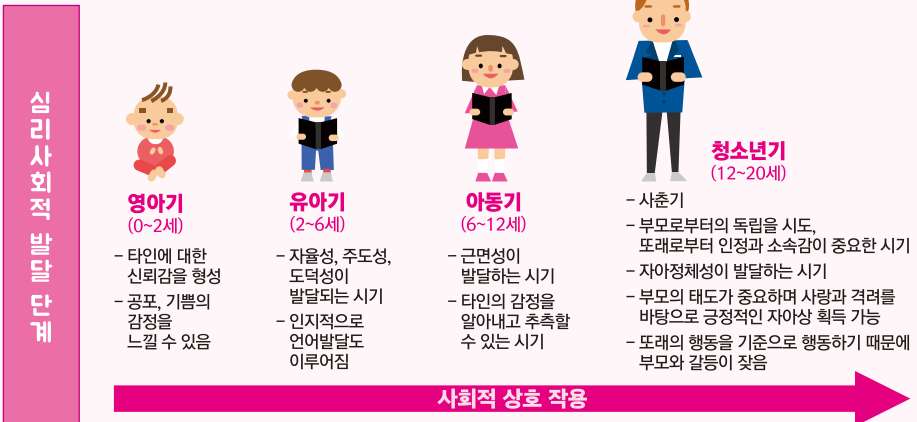 심리사회적 발달 단계
영아기
(0~2세)
– 타인에 대한
신뢰감을 형성
– 공포, 기쁨의
감정을
느낄 수 있음
유아기
(2~6세)
– 자율성, 주도성,
도덕성이
발달되는 시기
– 인지적으로
언어발달도
이루어짐
아동기
(6~12세)
– 근면성이
발달하는 시기
– 타인의 감정을
알아내고 추측할
수 있는 시기
청소년기
(12~20세)
– 사춘기
– 부모로부터의 독립을 시도,
또래로부터 인정과 소속감이 중요한 시기
– 자아정체성이 발달하는 시기
– 부모의 태도가 중요하며 사랑과 격려를
바탕으로 긍정적인 자아상 획득 가능
– 또래의 행동을 기준으로 행동하기 때문에
부모와 갈등이 잦음
사회적 상호 작용